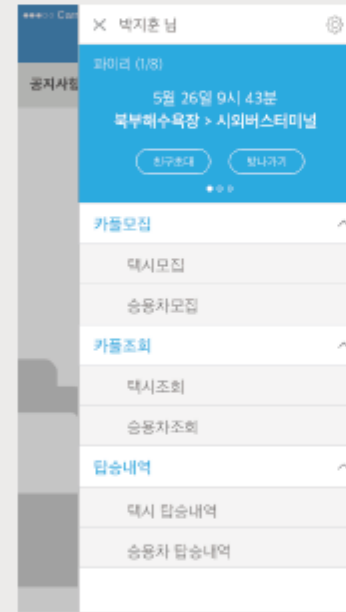 박지훈 님
공지사항
파이리 (1/8)
5월 26일 9시 43분
북부해수욕장 > 시외버스터미널
친구초대 방나가기
카풀모집
택시모집
승용차모집
카풀조회
택시조회
승용차조회
탑승내역
택시 탑승내역
승용차 탑승내역